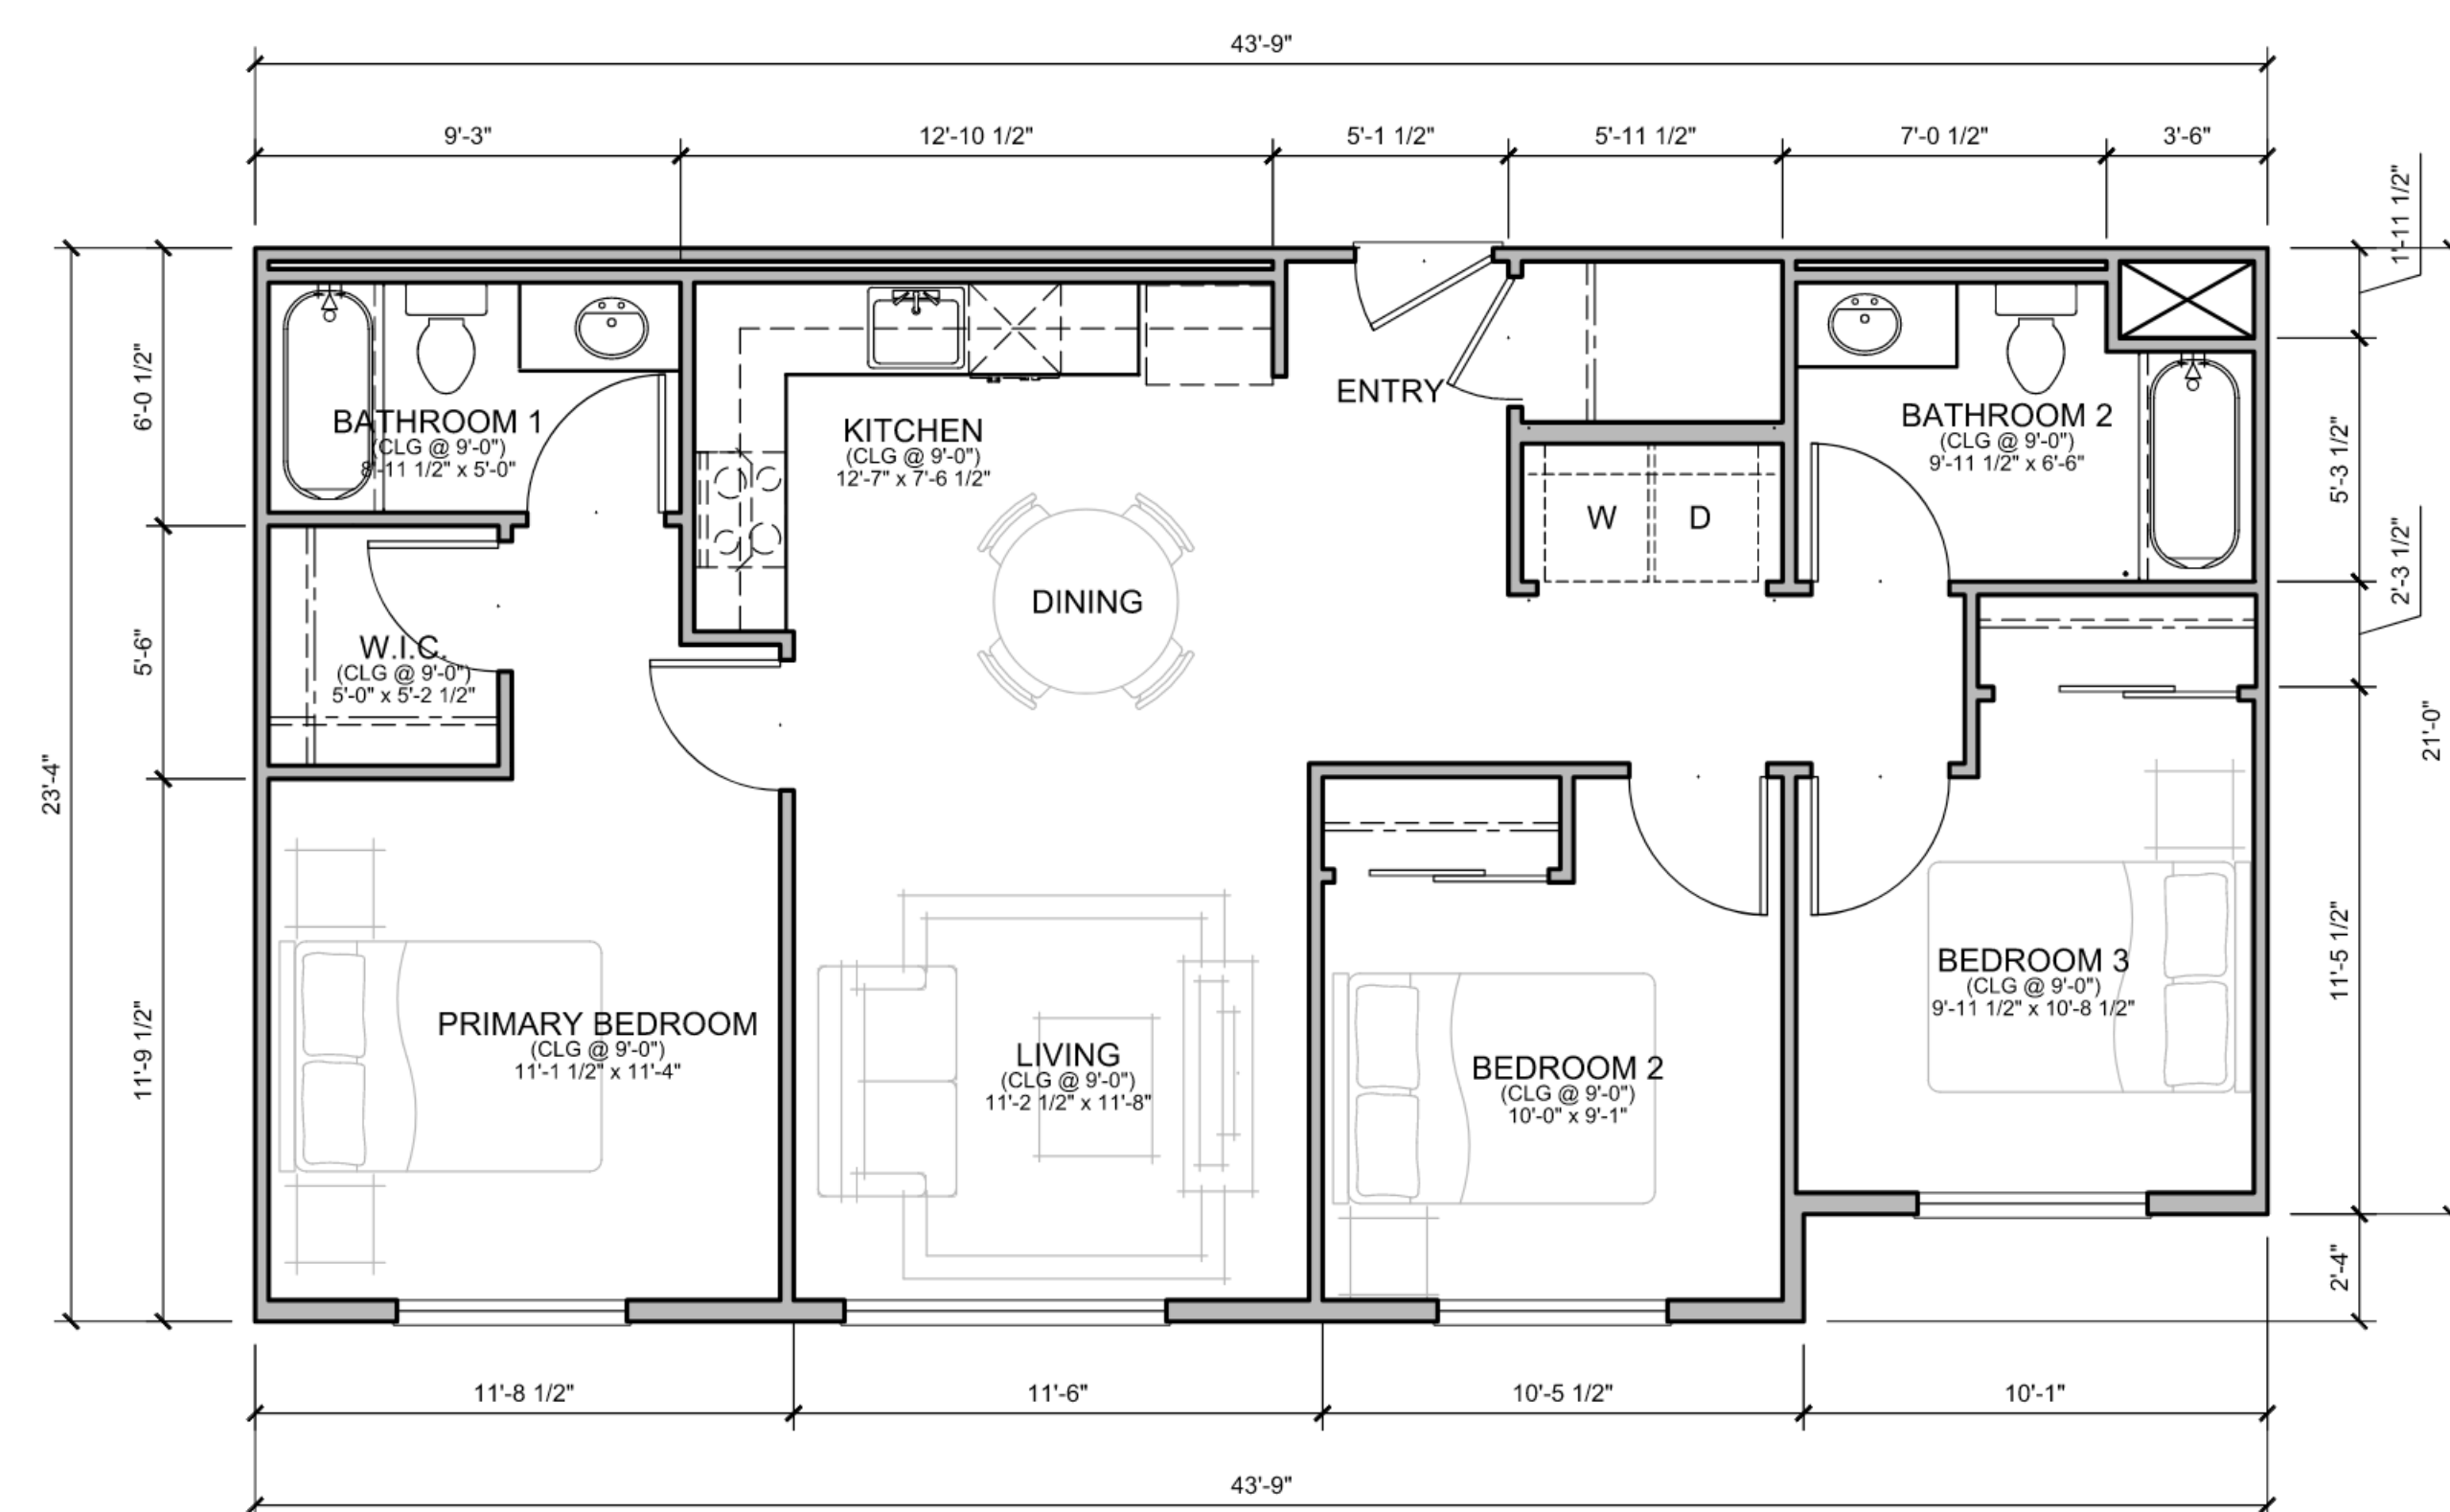 43'-9"
9'-3"
12'-10 1/2"
5'-1 1/2"
5'-11 1/2"
7'-0 1/2"
3'-6"
1'-11 1/2"
6'-0 1/2"
ENTRY
BATHROOM 1
(CLG @ 9'-0")
8'-11 1/2" x 5'-0"
KITCHEN
(CLG @ 9'-0")
12'-7" x 7'-6 1/2"
BATHROOM 2
(CLG @ 9'-0")
9'-11 1/2" x 6'-6"
5'-3 1/2"
W
D
2'-3 1/2"
DINING
5'-6"
W.I.C.
(CLG @ 9'-0")
5'-0" x 5'-2 1/2"
23'-4"
21'-0"
11'-9 1/2"
PRIMARY BEDROOM
(CLG @ 9'-0")
11'-1 1/2" x 11'-4"
LIVING
(CLG @ 9'-0")
11'-2 1/2" x 11'-8"
BEDROOM 2
(CLG @ 9'-0")
10'-0" x 9'-1"
BEDROOM 3
(CLG @ 9'-0")
9'-11 1/2" x 10'-8 1/2"
11'-5 1/2"
2'-4"
11'-8 1/2"
11'-6"
10'-5 1/2"
10'-1"
43'-9"